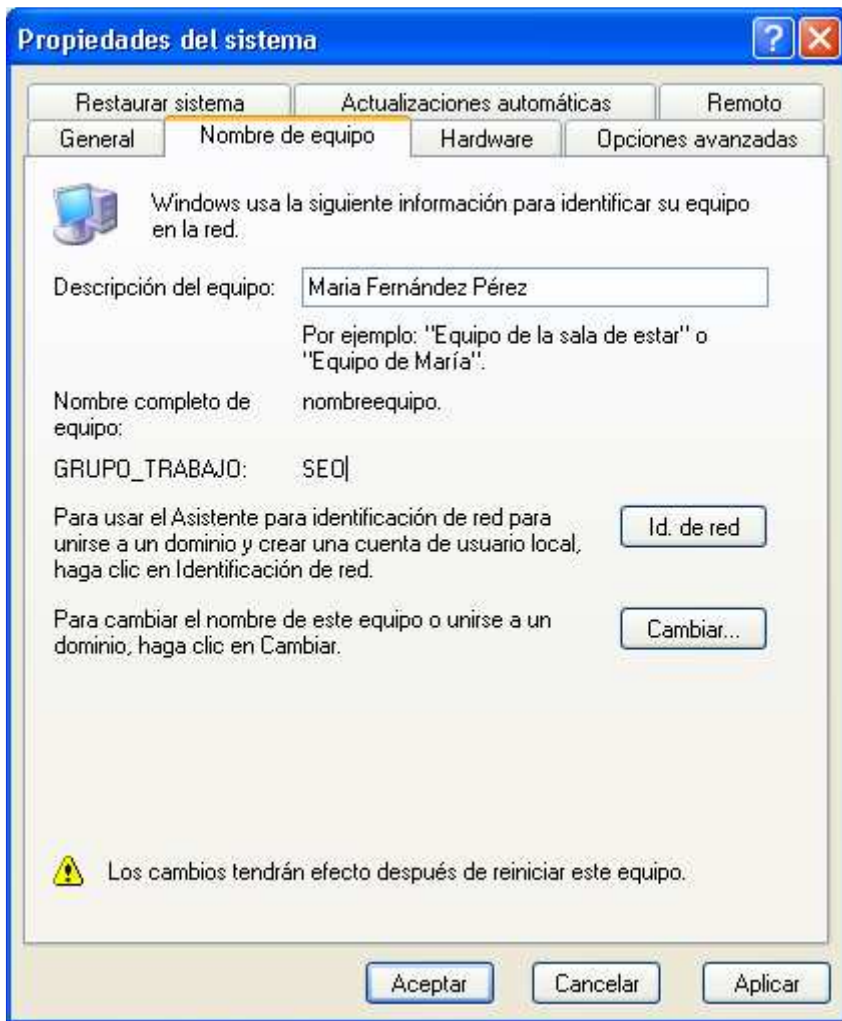 Propiedades del sistema
Restaurar sistema Actualizaciones automáticas Remoto
General Nombre de equipo Hardware Opciones avanzadas
Windows usa la siguiente información para identificar su equipo
en la red.
Descripción del equipo: Maria Fernández Pérez
Por ejemplo: "Equipo de la sala de estar" o
"Equipo de María".
Nombre completo de nombreequipo.
equipo:
GRUPO_TRABAJO: SEO
Para usar el Asistente para identificación de red para
unirse a un dominio y crear una cuenta de usuario local,
haga clic en Identificación de red.
Id. de red
Para cambiar el nombre de este equipo o unirse a un
dominio, haga clic en Cambiar.
Cambiar...
Los cambios tendrán efecto después de reiniciar este equipo.
Aceptar Cancelar Aplicar